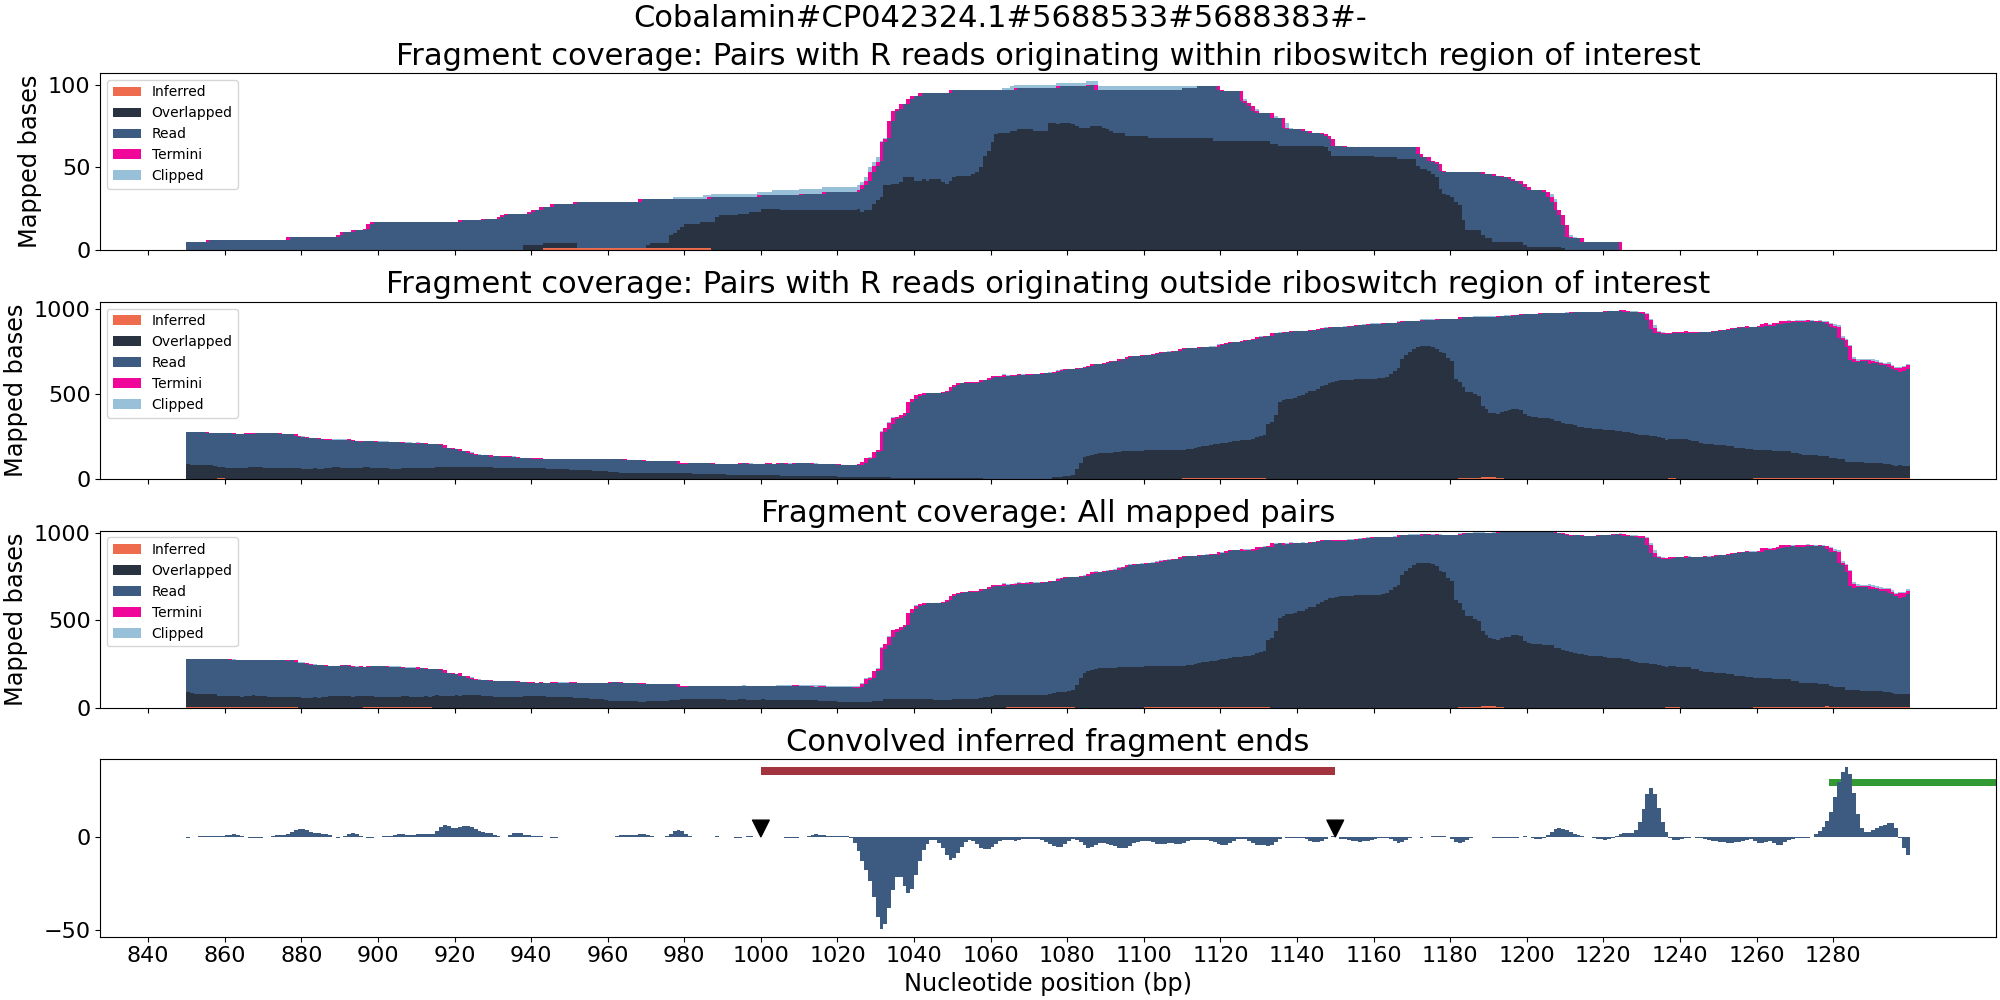 Cobalamin#CP042324.1#5688533#5688383#-
Fragment coverage: Pairs with R reads originating within riboswitch region of interest
Mapped bases
100
50
0
Inferred
Overlapped
Read
Termini
Clipped
Fragment coverage: Pairs with R reads originating outside riboswitch region of interest
Mapped bases
1000
500
0
Inferred
Overlapped
Read
Termini
Clipped
Fragment coverage: All mapped pairs
Mapped bases
1000
500
0
Inferred
Overlapped
Read
Termini
Clipped
Convolved inferred fragment ends
0
−50
840 860 880 900 920 940 960 980 1000 1020 1040 1060 1080 1100 1120 1140 1160 1180 1200 1220 1240 1260 1280
Nucleotide position (bp)